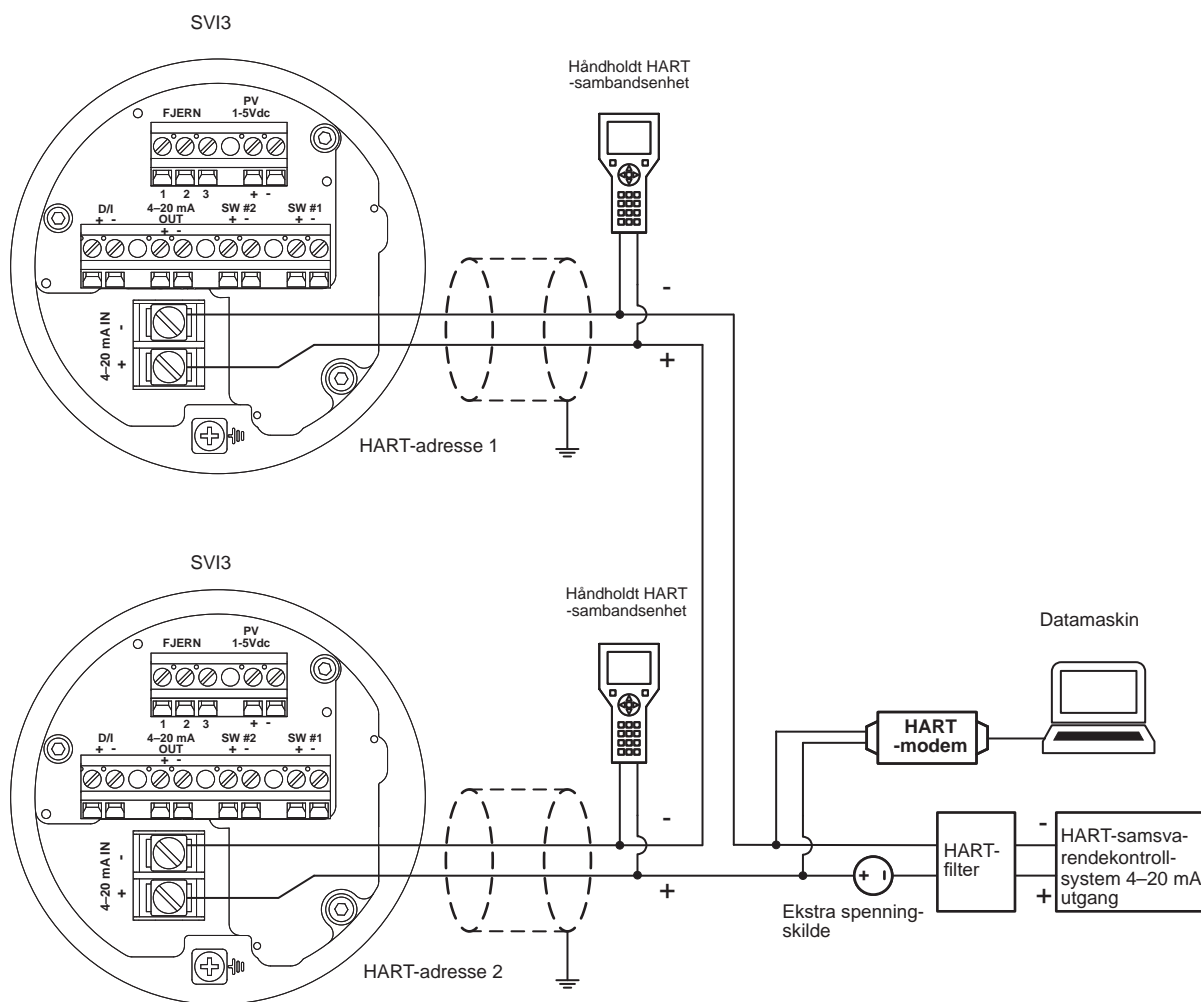 SVI3
Håndholdt HART
-sambandsenhet
FJERN
PV
1-5Vdc
1 2 3 + -
D/I
+ -
4–20 mA
OUT
+ -
SW #2
+ -
SW #1
+ -
4–20 mA IN
-
+
-
+
HART-adresse 1
SVI3
Håndholdt HART
-sambandsenhet
FJERN
PV
1-5Vdc
1 2 3 + -
D/I
+ -
4–20 mA
OUT
+ -
SW #2
+ -
SW #1
+ -
4–20 mA IN
-
+
-
+
HART-adresse 2
Datamaskin
HART
-modem
+ -
Ekstra spenning-
skilde
HART-
filter
-
+
HART-samsva-
rendekontroll-
system 4–20 mA
utgang